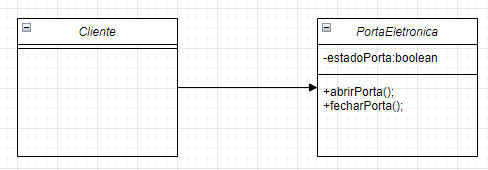 Cliente
PortaEletronica
-estadoPorta:boolean
+abrirPorta();
+fecharPorta();